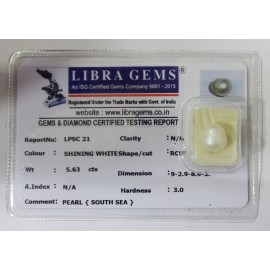 LIBRA GEMS ®
An ISO Certified Gems Company 9001 - 2015
Registered Under the Trade Marks with Govt. of India
website : www.libragems.co.in
GEMS & DIAMOND CERTIFIED TESTING REPORT
ReportNo: LPSC 21 Clarity N/A
Colour : SHINING WHITE Shape/cut :
Wt : 5.63 cts Dimension :
R.Index : N/A Hardness : 3.0
Comment: PEARL { SOUTH SEA }